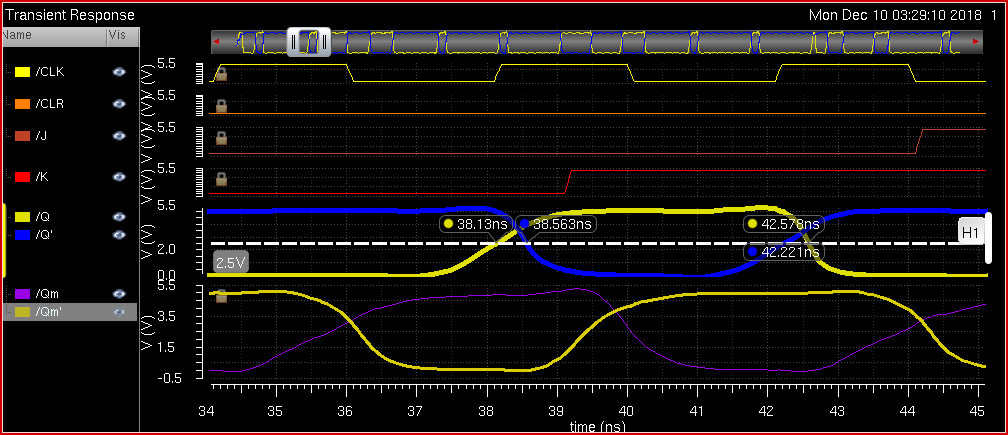 Transient Response
Mon Dec 10 03:29:10 2018 1
Name Vis
/CLK
/CLR
/J
/K
/Q
/Q'
/Qm
/Qm'
5.5
(V)
5.5
(V)
5.5
(V)
5.5
(V)
5.5
2.0
0.0
(V)
5.5
3.5
1.5
-0.5
(V)
38.13ns
38.563ns
42.578ns
42.221ns
H1
2.5V
34 35 36 37 38 39 40 41 42 43 44 45
time (ns)